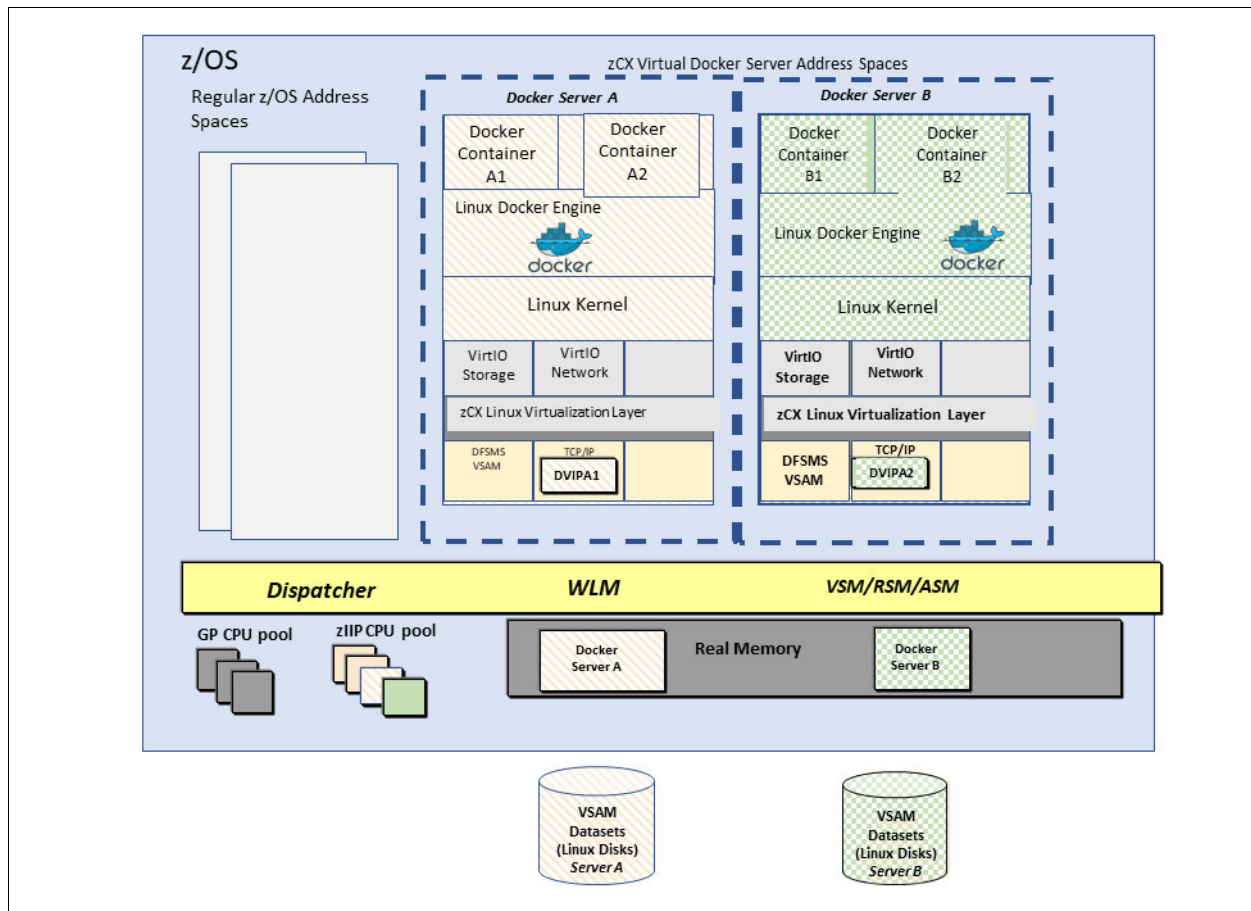 z/OS
zCX Virtual Docker Server Address Spaces
Regular z/OS Address
Spaces
Docker Server A
Docker
Container
A1
Docker
Container
A2
Linux Docker Engine
docker
Linux Kernel
VirtIO
Storage
VirtIO
Network
zCX Linux Virtualization Layer
DFSMS
VSAM
TCP/IP
DVIPA1
Docker Server B
Docker
Container
B1
Docker
Container
B2
Linux Docker Engine
docker
Linux Kernel
VirtIO
Storage
VirtIO
Network
zCX Linux Virtualization Layer
DFSMS
VSAM
TCP/IP
DVIPA2
Dispatcher
WLM
VSM/RSM/ASM
GP CPU pool
zIIP CPU pool
Docker
Server A
Real Memory
Docker
Server B
VSAM
Datasets
(Linux Disks)
Server A
VSAM
Datasets
(Linux Disks)
Server B